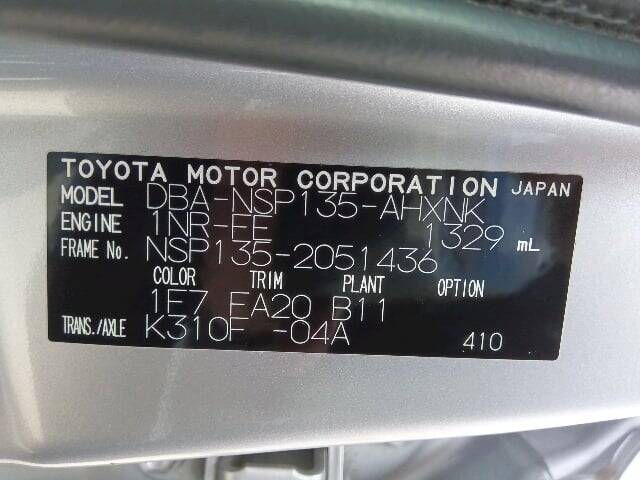 TOYOTA MOTOR CORPORATION JAPAN
MODEL DBA-NSP135-AHXNK
ENGINE 1NR-FE 1329 mL
FRAME No. NSP135-2051436
COLOR TRIM PLANT OPTION
1E7 EA20 B11
TRANS./AXLE K310F -04A 410